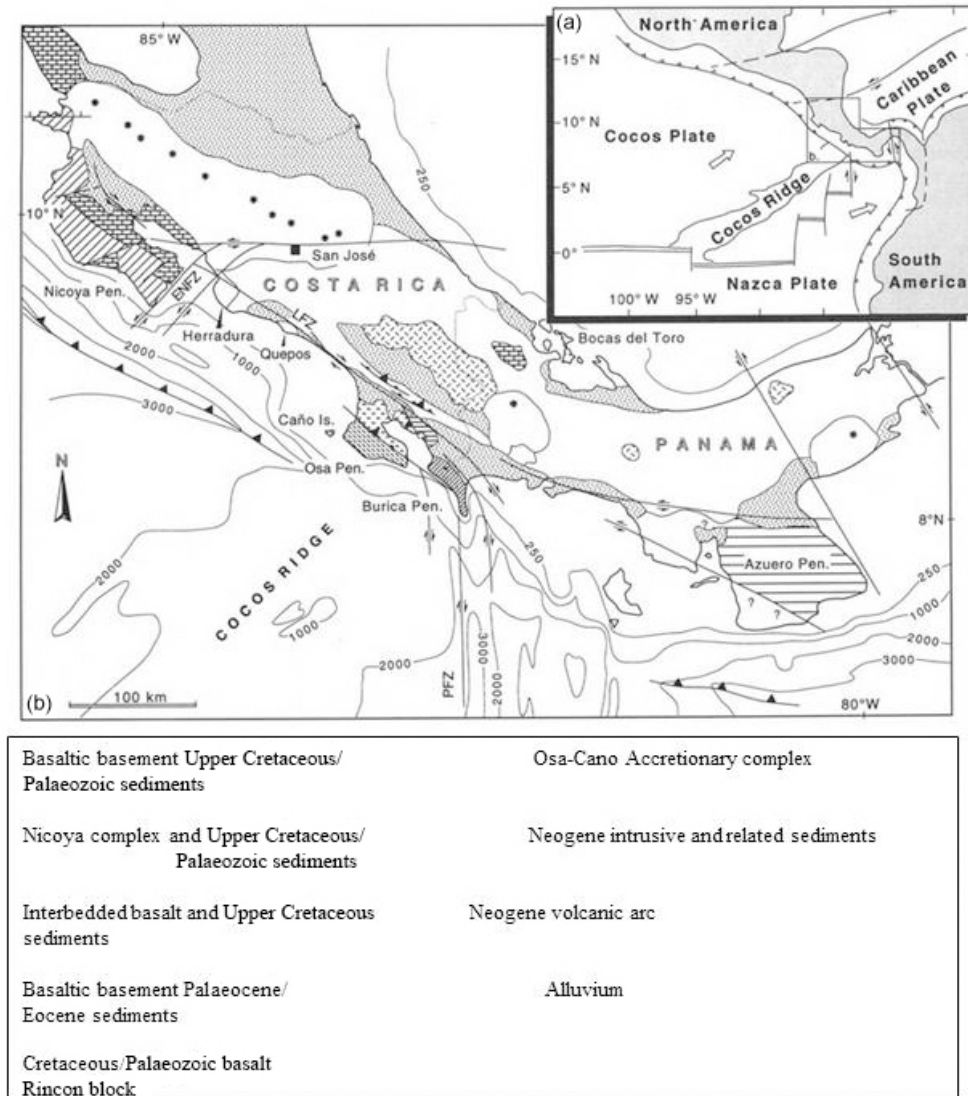 (a)
North America
15° N
10° N
5° N
0°
Caribbean
Plate
Cocos Plate
Cocos Ridge
Nazca Plate
South
America
100° W 95° W
85° W
10° N
250
San José
COSTA RICA
Nicoya Pen.
ENFZ
LFZ
Herradura
Quepos
2000
1000
3000
Bocas del Toro
Caño Is.
PANAMA
N
Osa Pen.
Burica Pen.
8°N
?
Azuero Pen.
250
250
? ?
1000
2000
COCOS RIDGE
1000
2000
2000
3000
3000
2000
PFZ
(b)
100 km
80°W
Basaltic basement Upper Cretaceous/ Osa-Cano Accretionary complex
Palaeozoic sediments
Nicoya complex and Upper Cretaceous/ Neogene intrusive and related sediments
Palaeozoic sediments
Interbedded basalt and Upper Cretaceous Neogene volcanic arc
sediments
Basaltic basement Palaeocene/ Alluvium
Eocene sediments
Cretaceous/Palaeozoic basalt
Rincon block